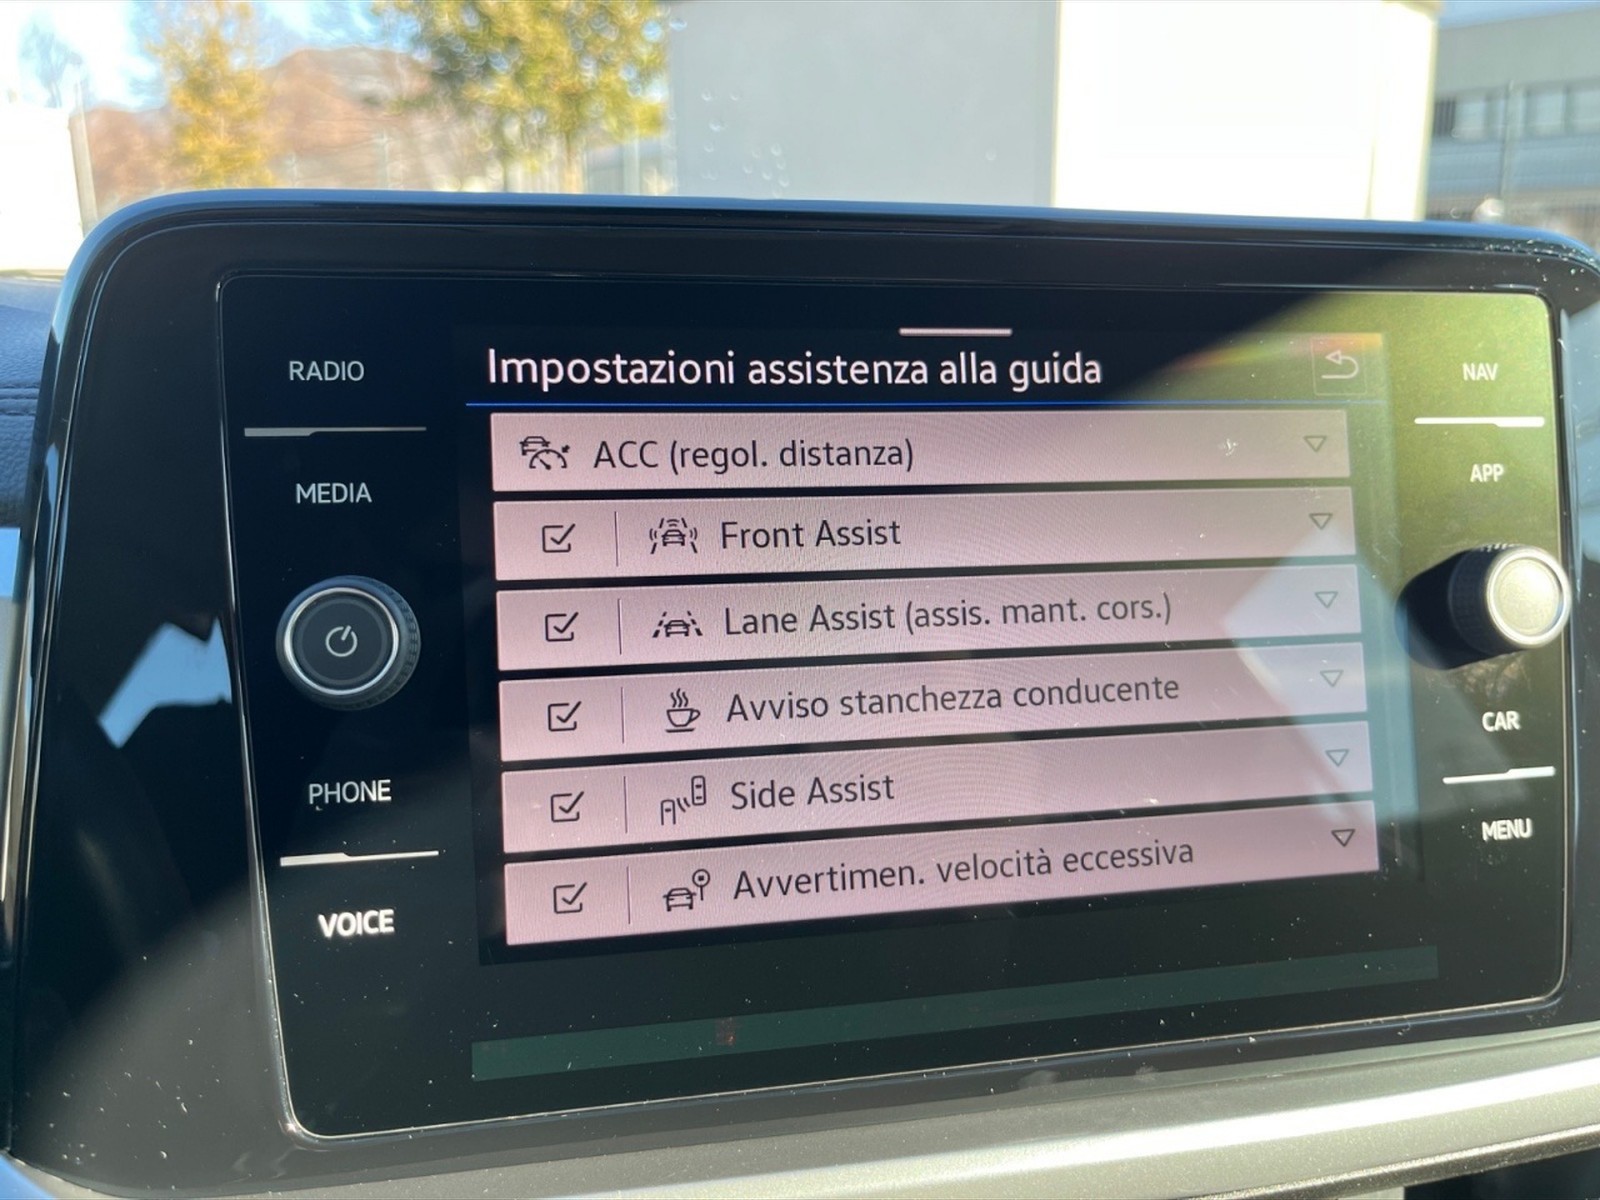 RADIO
MEDIA
PHONE
VOICE
Impostazioni assistenza alla guida
ACC (regol. distanza)
Front Assist
Lane Assist (assis. mant. cors.)
Avviso stanchezza conducente
Side Assist
Avvertimen. velocità eccessiva
NAV
APP
CAR
MENU